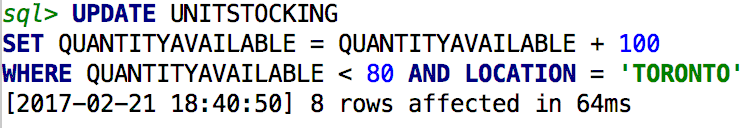 sql> UPDATE UNITSTOCKING
SET QUANTITYAVAILABLE = QUANTITYAVAILABLE + 100
WHERE QUANTITYAVAILABLE < 80 AND LOCATION = 'TORONTO'
[2017-02-21 18:40:50] 8 rows affected in 64ms